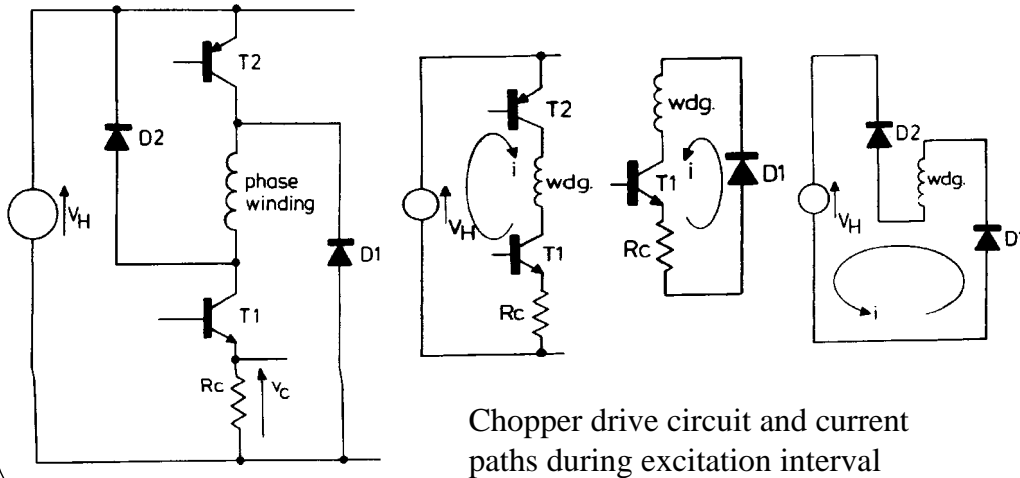 T2
D2
phase
winding
V_H
D1
T1
Rc
v_c
T2
i
wdg.
V_H
T1
Rc
wdg.
i
T1
D1
Rc
D2
wdg.
V_H
i
Chopper drive circuit and current
paths during excitation interval